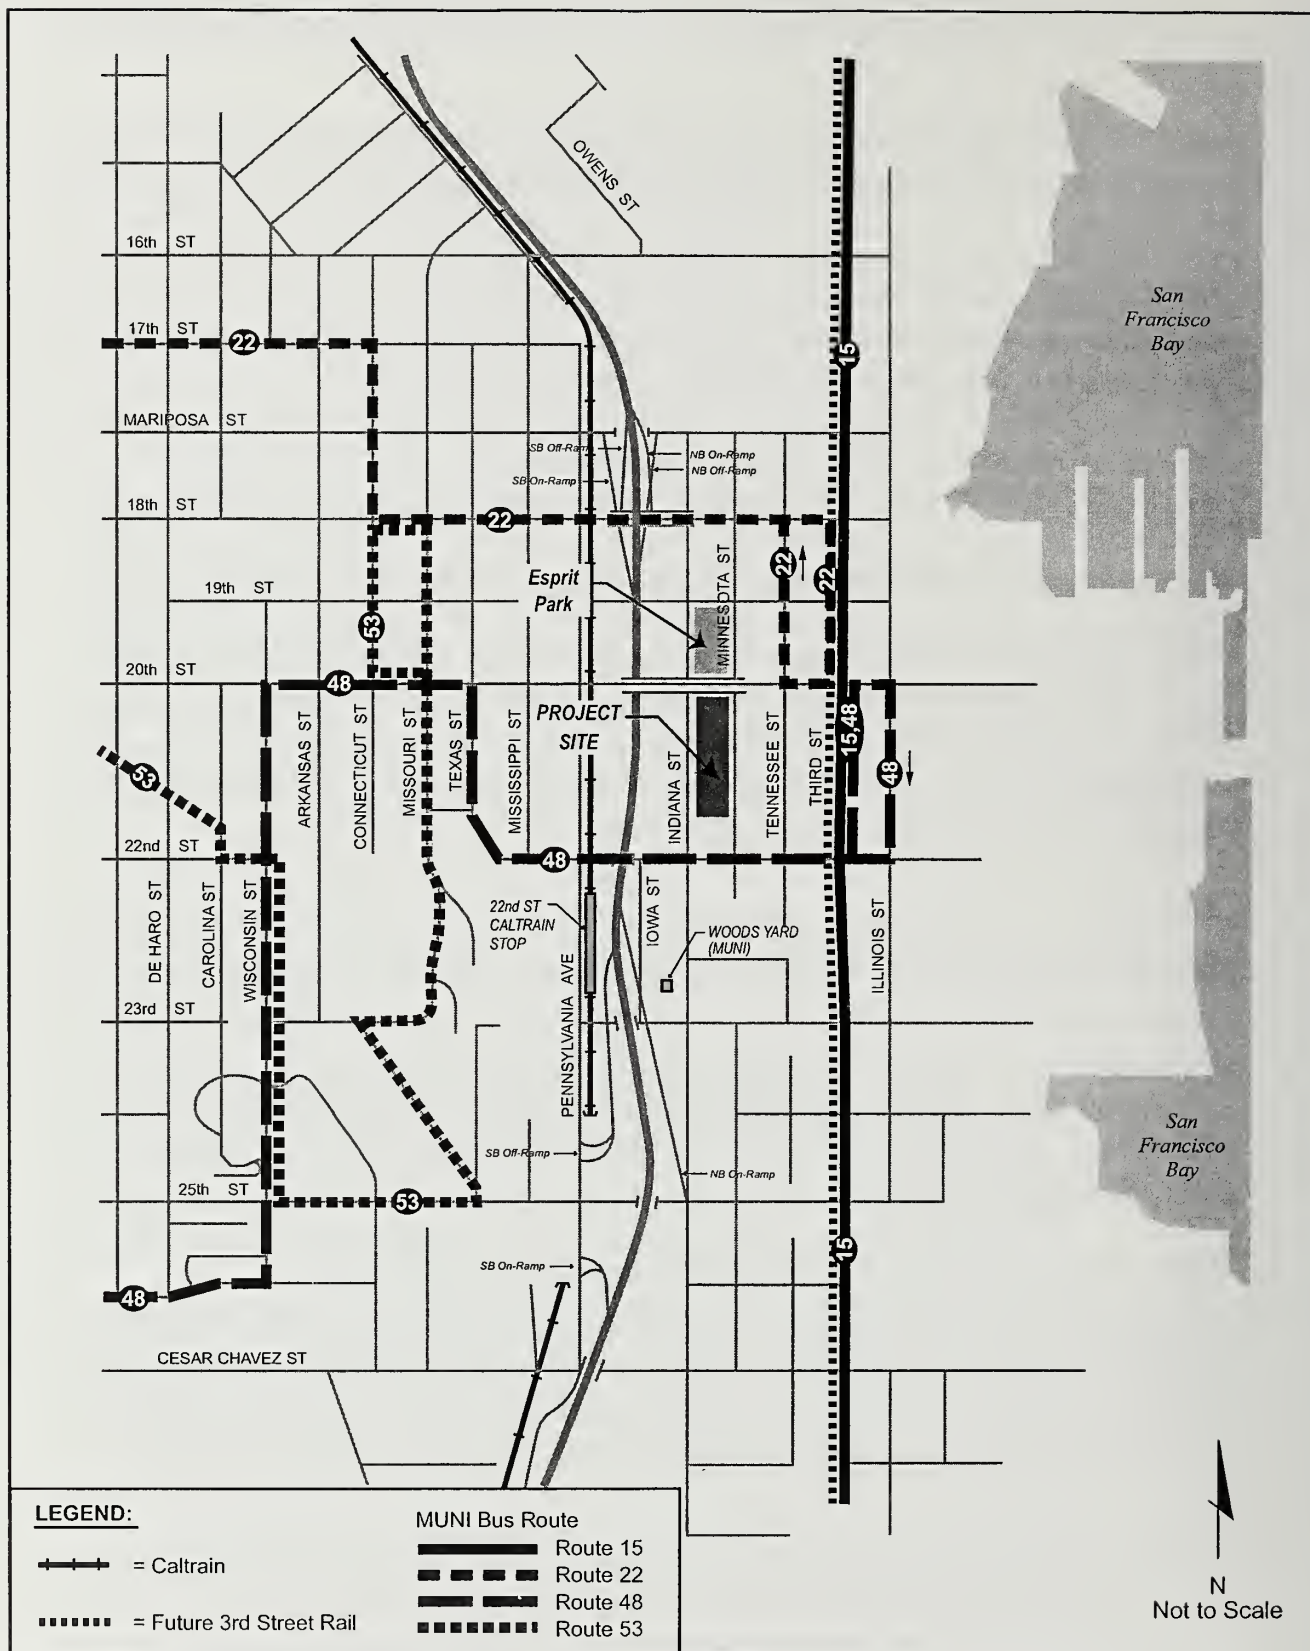 OWENS ST
16th ST
San
Francisco
Bay
17th ST
22
15
MARIPOSA ST
SB Off-Ramp
NB On-Ramp
NB Off-Ramp
SB On-Ramp
18th ST
22
22
22
Esprit
Park
MINNESOTA ST
19th ST
53
20th ST
48
ARKANSAS ST
CONNECTICUT ST
MISSOURI ST
TEXAS ST
MISSISSIPPI ST
PROJECT
SITE
INDIANA ST
TENNESSEE ST
THIRD ST
15,48
48
53
22nd ST
48
DE HARO ST
CAROLINA ST
WISCONSIN ST
22nd ST
CALTRAIN
STOP
IOWA ST
WOODS YARD
(MUNI)
ILLINOIS ST
PENNSYLVANIA AVE
23rd ST
San
Francisco
Bay
SB Off-Ramp
NB On-Ramp
25th ST
53
15
SB On-Ramp
48
CESAR CHAVEZ ST
LEGEND:
= Caltrain
= Future 3rd Street Rail
MUNI Bus Route
Route 15
Route 22
Route 48
Route 53
N
Not to Scale